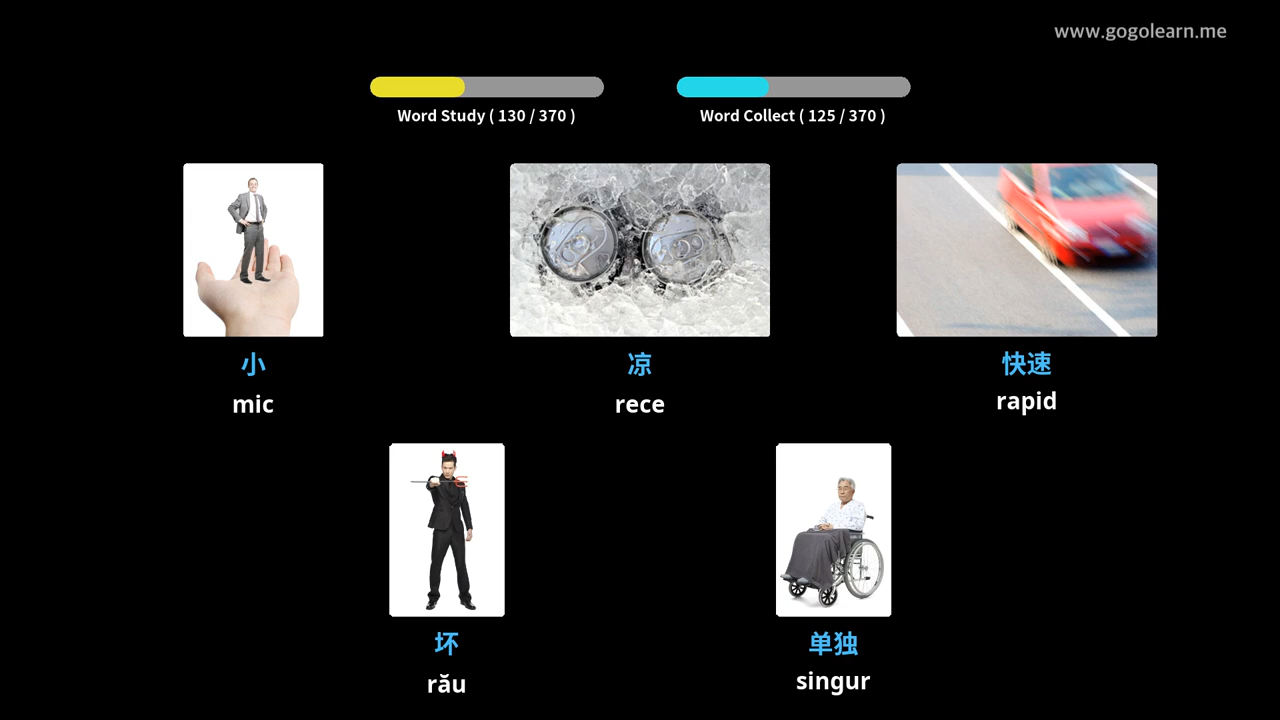 www.gogolearn.me
Word Study ( 130 / 370 )
Word Collect ( 125 / 370 )
小
mic
凉
rece
快速
rapid
坏
rău
单独
singur